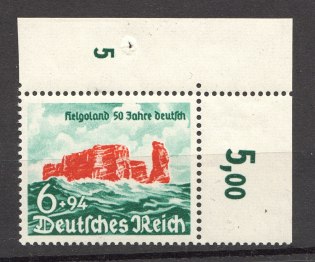 5
Helgoland 50 Jahre deutsch
5,00
6+94
Deutsches Reich